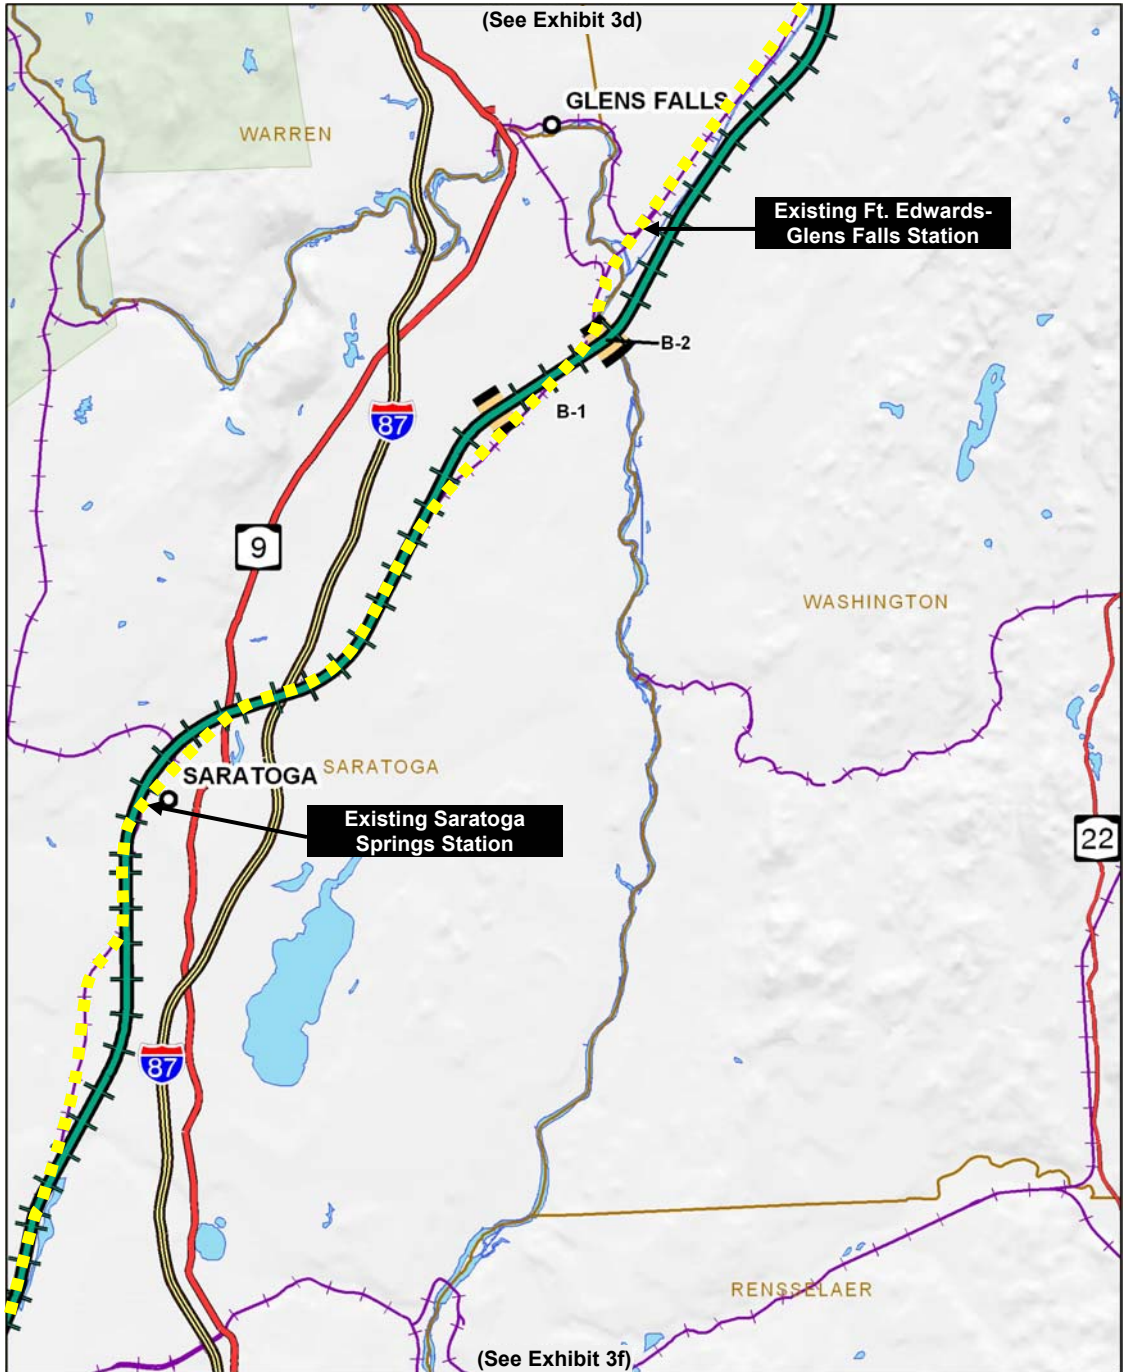 (See Exhibit 3d)
GLENS FALLS
WARREN
Existing Ft. Edwards-
Glens Falls Station
B-2
B-1
87
9
WASHINGTON
SARATOGA
SARATOGA
Existing Saratoga
Springs Station
22
87
RENSSELAER
(See Exhibit 3f)